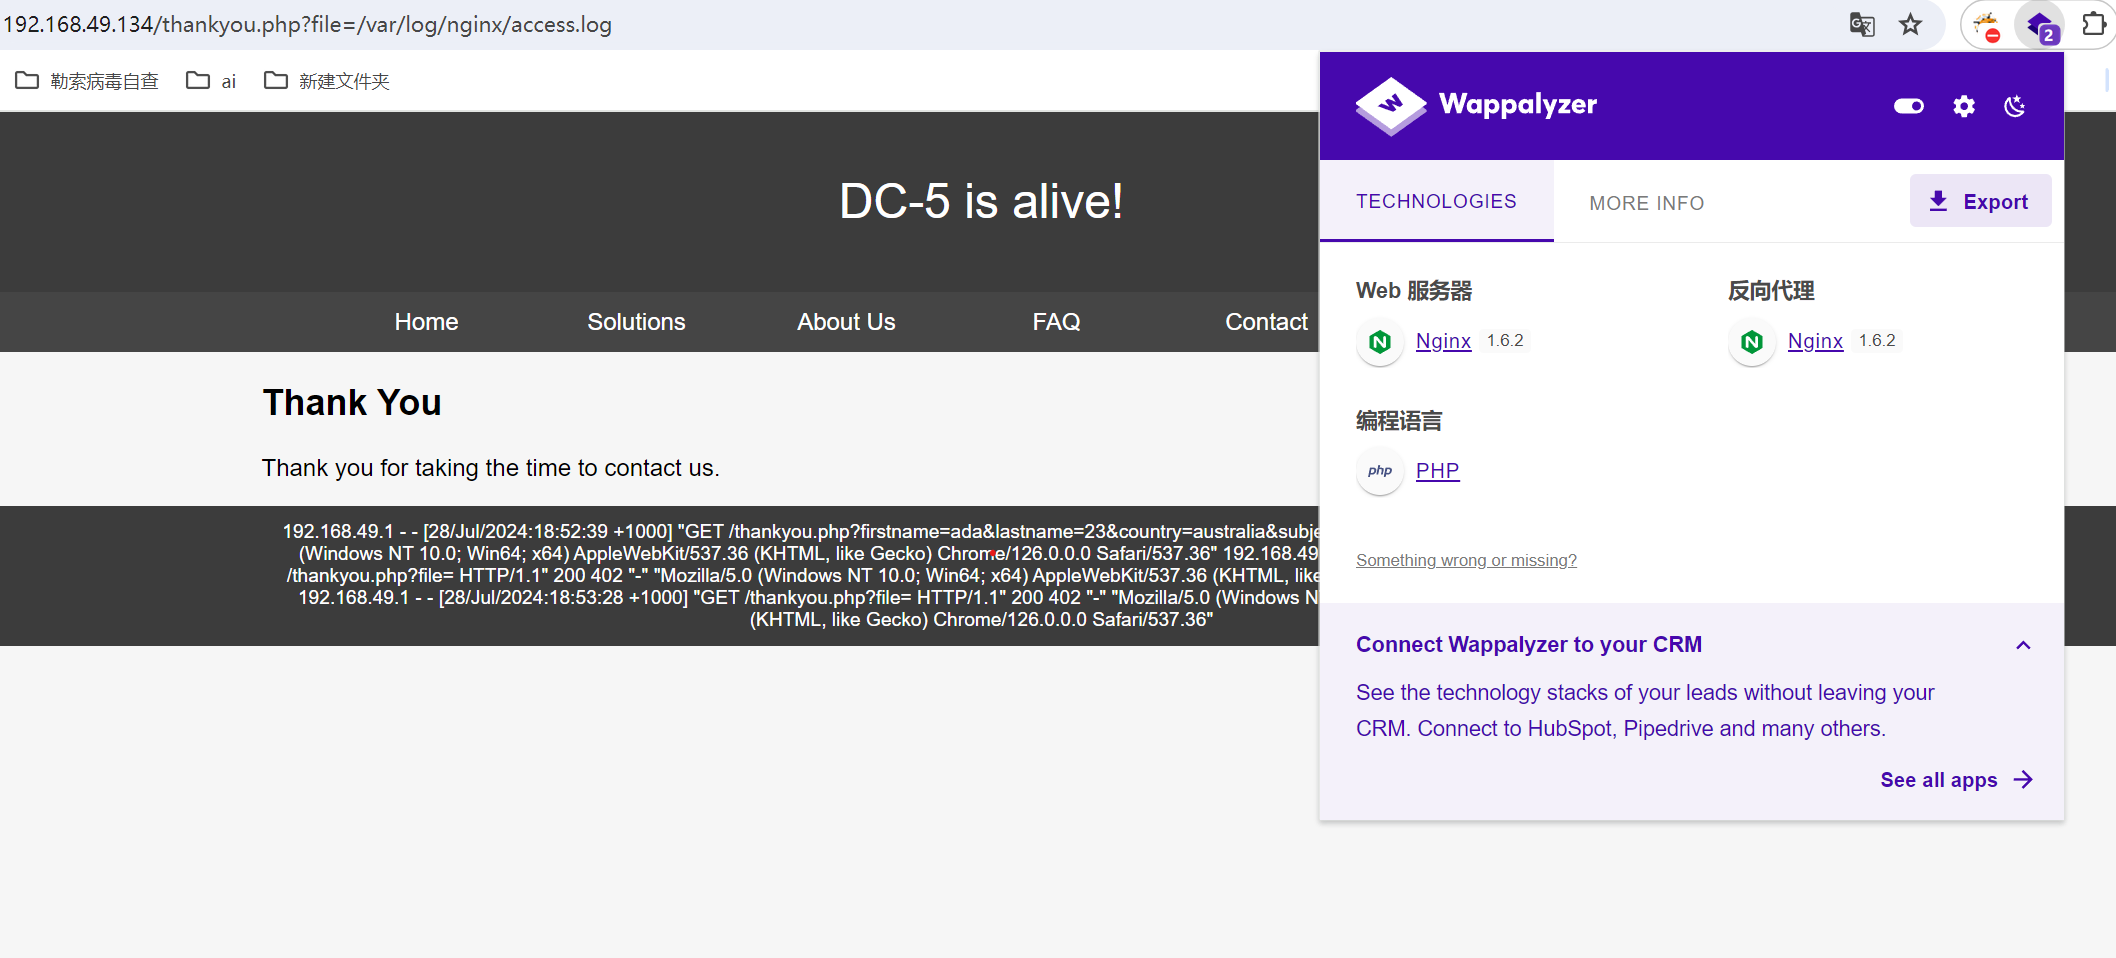 192.168.49.134/thankyou.php?file=/var/log/nginx/access.log
2
勒索病毒自查
ai
新建文件夹
Wappalyzer
TECHNOLOGIES
MORE INFO
Export
DC-5 is alive!
Home
Solutions
About Us
FAQ
Contact
Web 服务器
Nginx 1.6.2
反向代理
Nginx 1.6.2
编程语言
php PHP
Something wrong or missing?
Connect Wappalyzer to your CRM
See the technology stacks of your leads without leaving your
CRM. Connect to HubSpot, Pipedrive and many others.
See all apps
Thank You
Thank you for taking the time to contact us.
192.168.49.1 - - [28/Jul/2024:18:52:39 +1000] "GET /thankyou.php?firstname=ada&lastname=23&country=australia&subje
(Windows NT 10.0; Win64; x64) AppleWebKit/537.36 (KHTML, like Gecko) Chrome/126.0.0.0 Safari/537.36" 192.168.49
/thankyou.php?file= HTTP/1.1" 200 402 "-" "Mozilla/5.0 (Windows NT 10.0; Win64; x64) AppleWebKit/537.36 (KHTML, like
192.168.49.1 - - [28/Jul/2024:18:53:28 +1000] "GET /thankyou.php?file= HTTP/1.1" 200 402 "-" "Mozilla/5.0 (Windows N
(KHTML, like Gecko) Chrome/126.0.0.0 Safari/537.36"